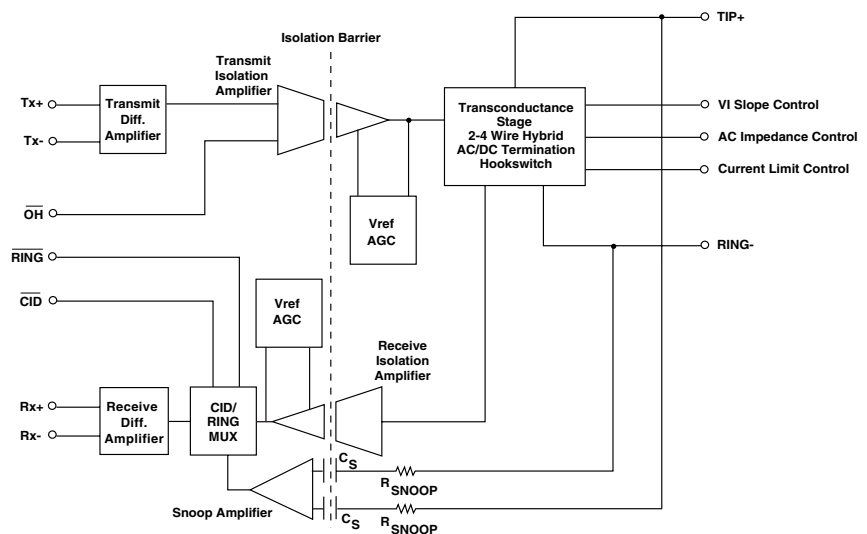 Isolation Barrier
TIP+
Transmit
Isolation
Amplifier
Tx+
Tx-
Transmit
Diff.
Amplifier
Transconductance
Stage
2-4 Wire Hybrid
AC/DC Termination
Hookswitch
VI Slope Control
AC Impedance Control
Current Limit Control
OH
Vref
AGC
RING-
RING
CID
Vref
AGC
Receive
Isolation
Amplifier
Rx+
Rx-
Receive
Diff.
Amplifier
CID/
RING
MUX
CS
RSNOOP
Snoop Amplifier
CS
RSNOOP